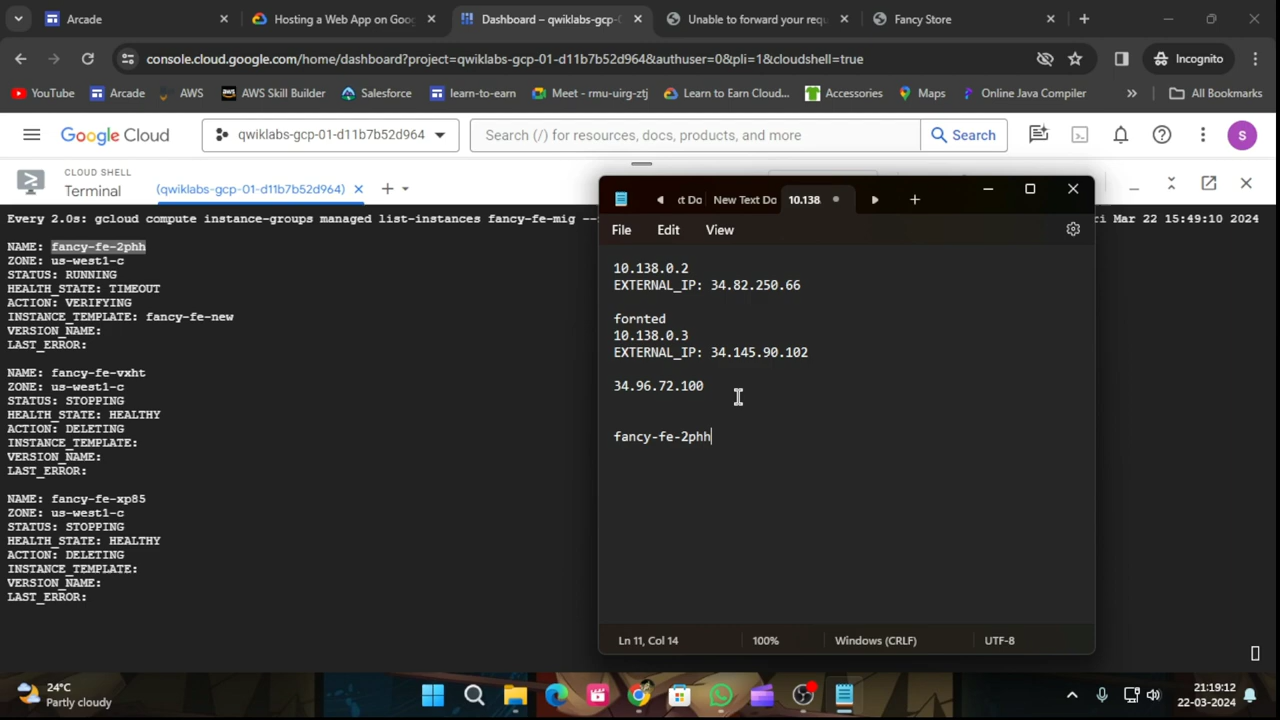 Arcade
Hosting a Web App on Goo
Dashboard – qwiklabs-gcp-
Unable to forward your requ
Fancy Store
console.cloud.google.com/home/dashboard?project=qwiklabs-gcp-01-d11b7b52d964&authuser=0&pli=1&cloudshell=true
Incognito
YouTube
Arcade
AWS
AWS Skill Builder
Salesforce
learn-to-earn
Meet - rmu-uirg-ztj
Learn to Earn Cloud...
Accessories
Maps
Online Java Compiler
All Bookmarks
Google Cloud
qwiklabs-gcp-01-d11b7b52d964
Search (/) for resources, docs, products, and more
Search
S
CLOUD SHELL
Terminal
(qwiklabs-gcp-01-d11b7b52d964)
Every 2.0s: gcloud compute instance-groups managed list-instances fancy-fe-mig --
ri Mar 22 15:49:10 2024
NAME: fancy-fe-2phh
ZONE: us-west1-c
STATUS: RUNNING
HEALTH_STATE: TIMEOUT
ACTION: VERIFYING
INSTANCE_TEMPLATE: fancy-fe-new
VERSION_NAME:
LAST_ERROR:
NAME: fancy-fe-vxht
ZONE: us-west1-c
STATUS: STOPPING
HEALTH_STATE: HEALTHY
ACTION: DELETING
INSTANCE_TEMPLATE:
VERSION_NAME:
LAST_ERROR:
NAME: fancy-fe-xp85
ZONE: us-west1-c
STATUS: STOPPING
HEALTH_STATE: HEALTHY
ACTION: DELETING
INSTANCE_TEMPLATE:
VERSION_NAME:
LAST_ERROR:
ct Do
New Text Do
10.138.
File
Edit
View
10.138.0.2
EXTERNAL_IP: 34.82.250.66
fornted
10.138.0.3
EXTERNAL_IP: 34.145.90.102
34.96.72.100
fancy-fe-2phh
Ln 11, Col 14
100%
Windows (CRLF)
UTF-8
24°C
Partly cloudy
21:19:12
22-03-2024